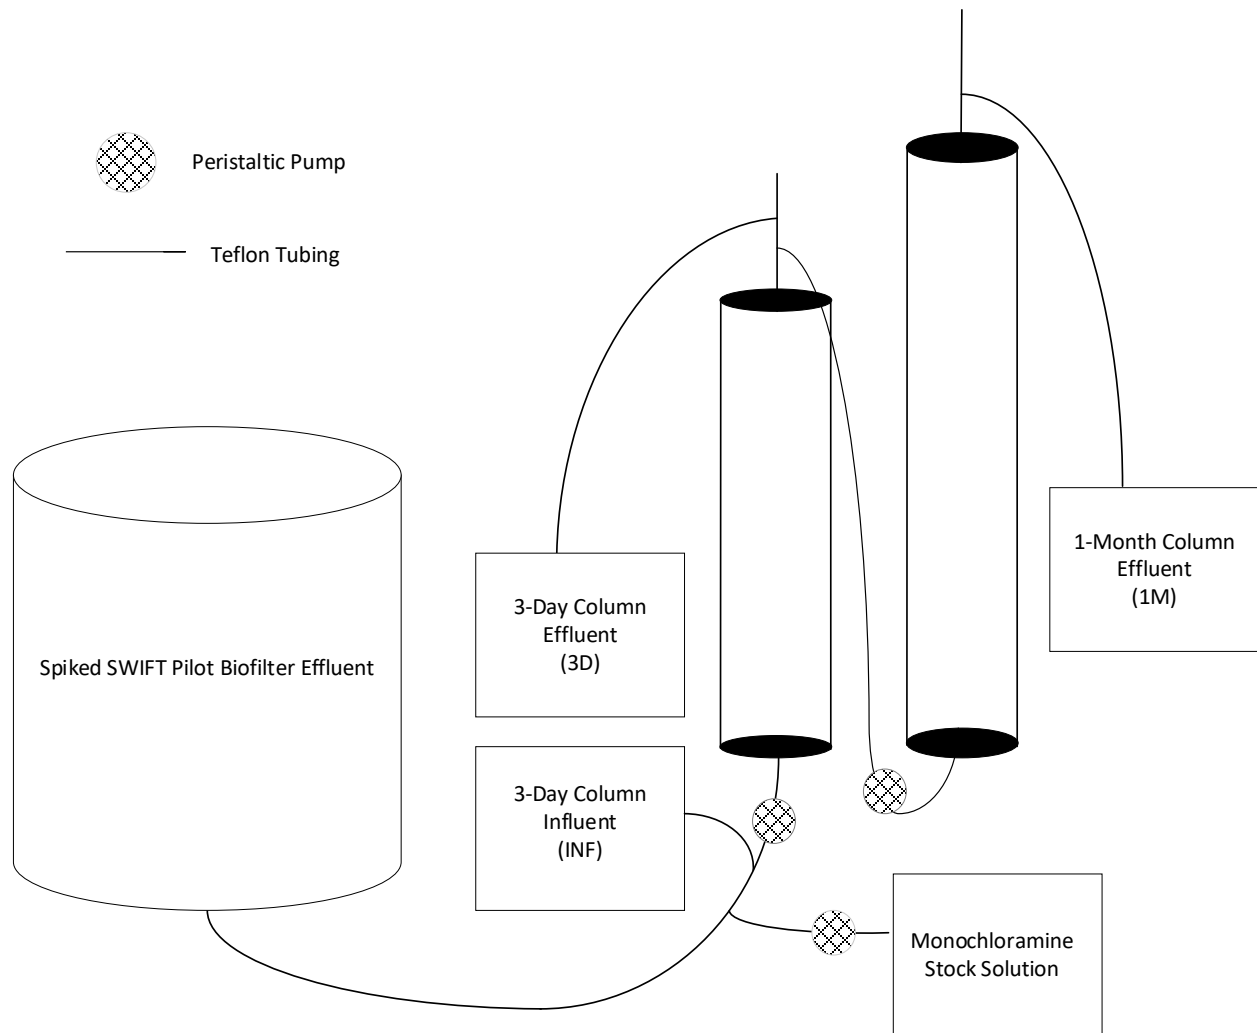 Peristaltic Pump
Teflon Tubing
Spiked SWIFT Pilot Biofilter Effluent
3-Day Column
Effluent
(3D)
3-Day Column
Influent
(INF)
1-Month Column
Effluent
(1M)
Monochloramine
Stock Solution